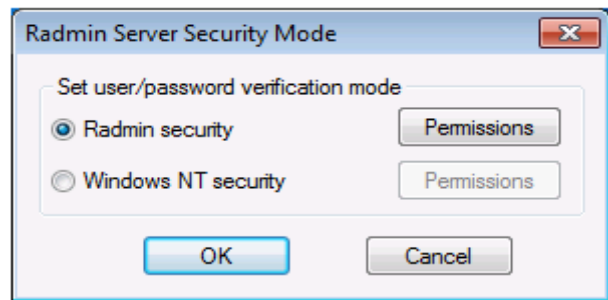 Radmin Server Security Mode
Set user/password verification mode
Radmin security Permissions
Windows NT security Permissions
OK Cancel